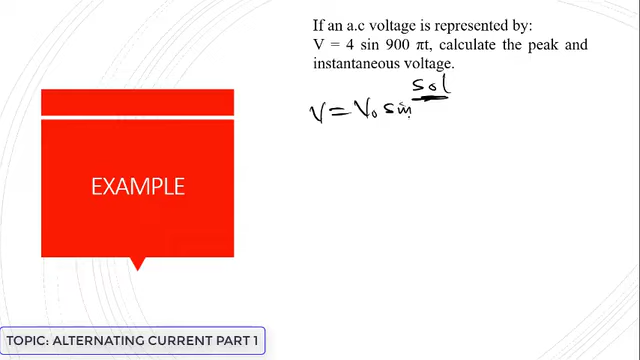 If an a.c voltage is represented by:
V = 4 sin 900 πt, calculate the peak and
instantaneous voltage.
sol
V = V₀ sin
EXAMPLE
TOPIC: ALTERNATING CURRENT PART 1